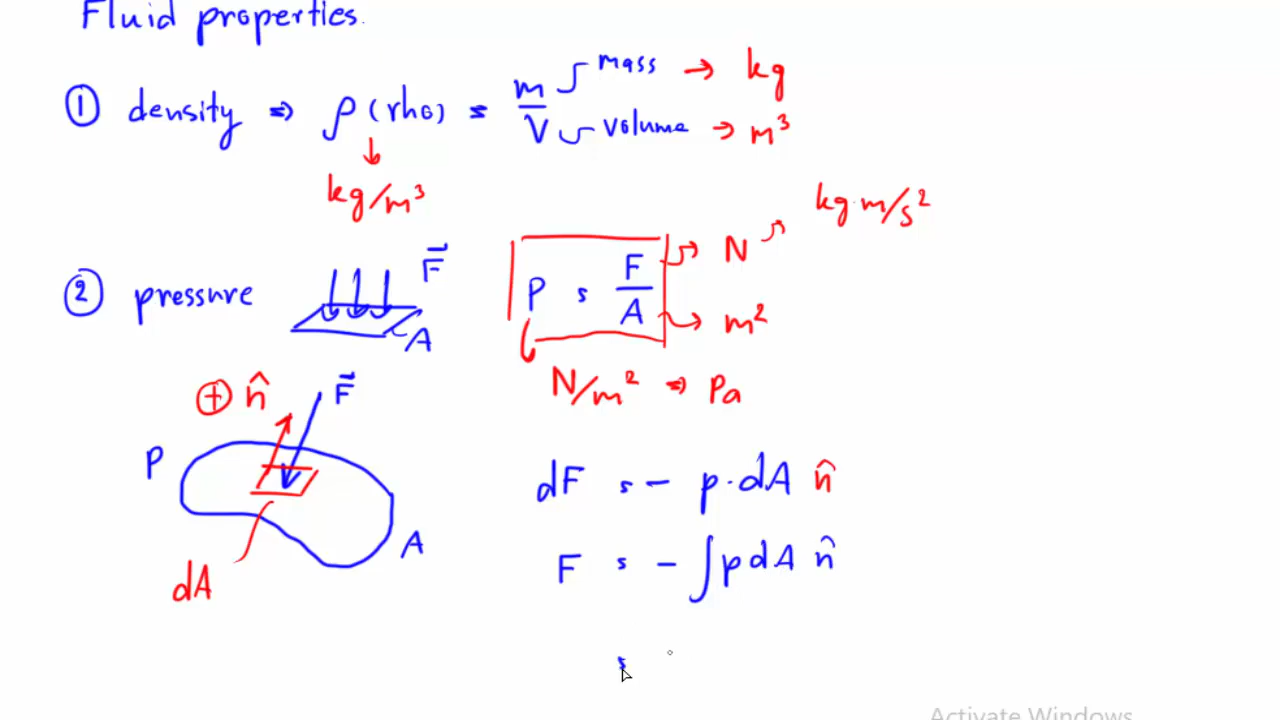 Fluid properties.
① density ⇒ ρ (rho) = m/V mass → kg
volume → m³
kg/m³
② pressure F⃗ A P = F/A N kg·m/s²
m²
N/m² ⇒ Pa
⊕ n̂ F⃗
P
A
dA
dF = - p·dA n̂
F = - ∫ p dA n̂
=
Activate Windows